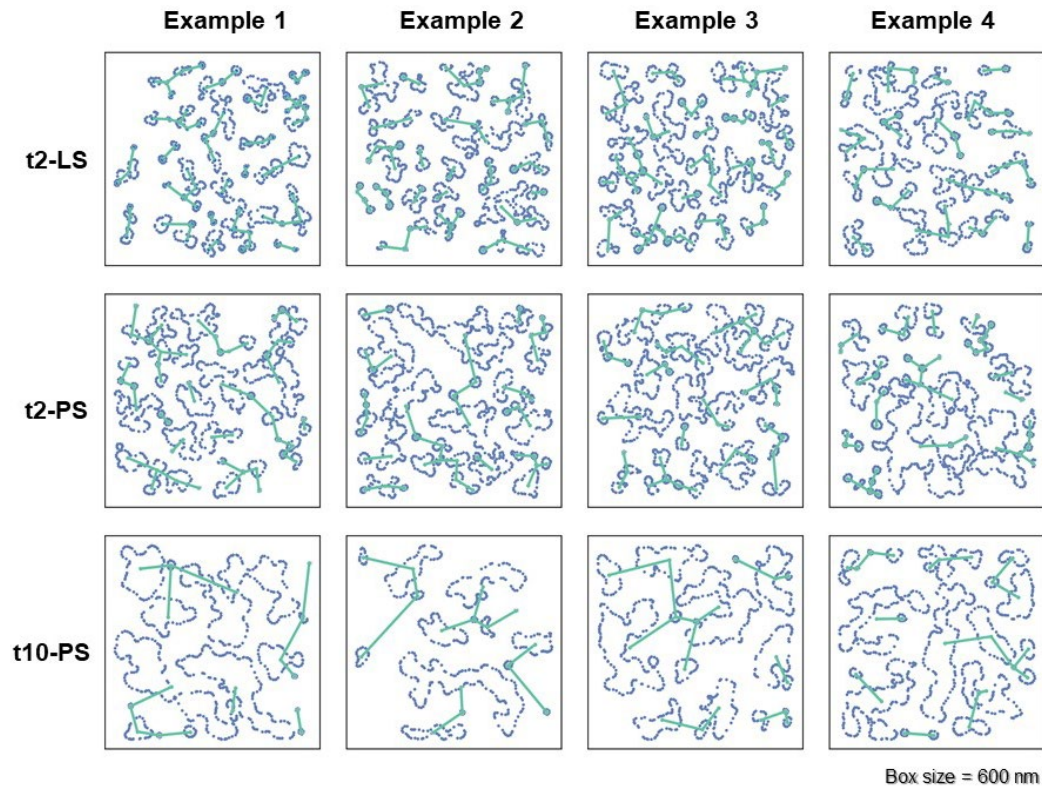 Example 1 Example 2 Example 3 Example 4
t2-LS
t2-PS
t10-PS
Box size = 600 nm